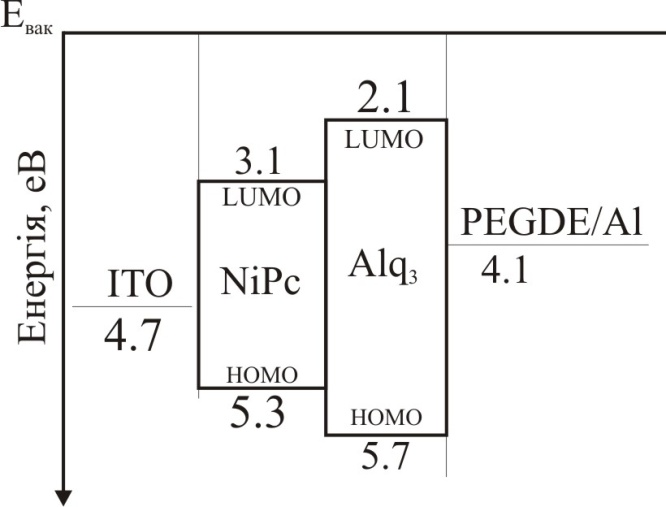 Eвак
2.1
LUMO
3.1
LUMO
PEGDE/Al
4.1
ITO
4.7
NiPc
Alq3
HOMO
5.3
HOMO
5.7
Енергія, еВ